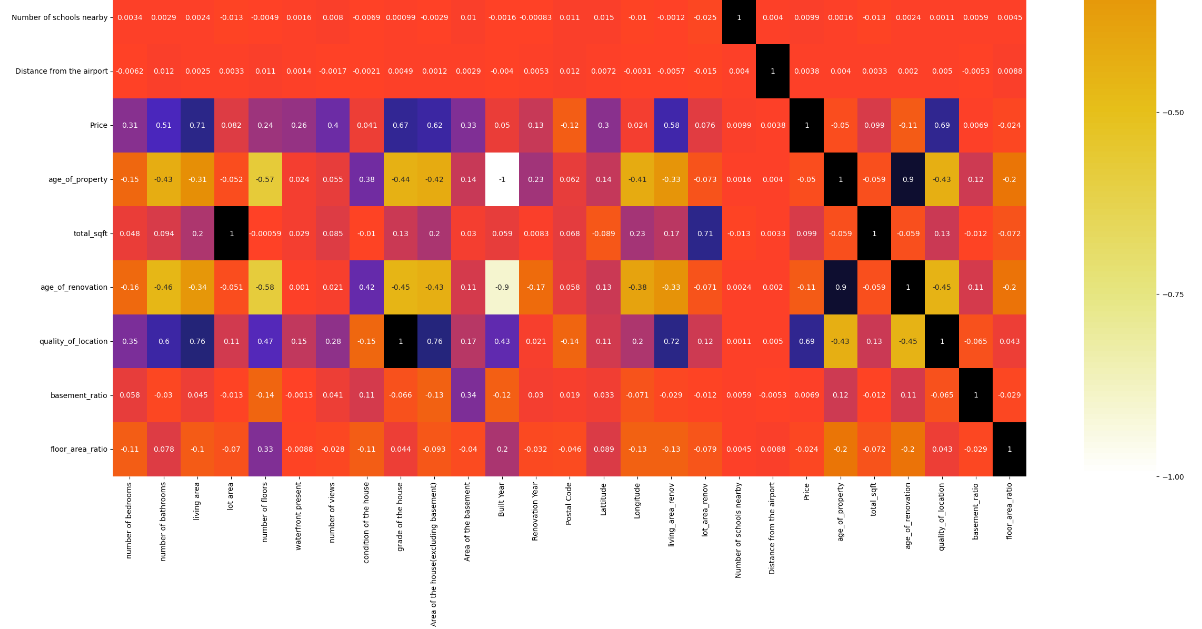 Number of schools nearby 0.0034 0.0029 0.0024 -0.013 -0.0049 0.0016 0.008 -0.0069 0.00099 -0.0029 0.01 -0.0016 -0.00083 0.011 0.015 -0.01 -0.0012 -0.025 1 0.004 0.0099 0.0016 -0.013 0.0024 0.0011 0.0059 0.0045
Distance from the airport -0.0062 0.012 0.0025 0.0033 0.011 0.0014 -0.0017 -0.0021 0.0049 0.0012 0.0029 -0.004 0.0053 0.012 0.0072 -0.0031 -0.0057 -0.015 0.004 1 0.0038 0.004 0.0033 0.002 0.005 -0.0053 0.0088
−0.50
Price 0.31 0.51 0.71 0.082 0.24 0.26 0.4 0.041 0.67 0.62 0.33 0.05 0.13 -0.12 0.3 0.024 0.58 0.076 0.0099 0.0038 1 -0.05 0.099 -0.11 0.69 0.0069 -0.024
age_of_property -0.15 -0.43 -0.31 -0.052 -0.57 0.024 0.055 0.38 -0.44 -0.42 0.14 -1 0.23 0.062 0.14 -0.41 -0.33 -0.073 0.0016 0.004 -0.05 1 -0.059 0.9 -0.43 0.12 -0.2
total_sqft 0.048 0.094 0.2 1 -0.00059 0.029 0.085 -0.01 0.13 0.2 0.03 0.059 0.0083 0.068 -0.089 0.23 0.17 0.71 -0.013 0.0033 0.099 -0.059 1 -0.059 0.13 -0.012 -0.072
age_of_renovation -0.16 -0.46 -0.34 -0.051 -0.58 0.001 0.021 0.42 -0.45 -0.43 0.11 -0.9 -0.17 0.058 0.13 -0.38 -0.33 -0.071 0.0024 0.002 -0.11 0.9 -0.059 1 -0.45 0.11 -0.2
−0.75
quality_of_location 0.35 0.6 0.76 0.11 0.47 0.15 0.28 -0.15 1 0.76 0.17 0.43 0.021 -0.14 0.11 0.2 0.72 0.12 0.0011 0.005 0.69 -0.43 0.13 -0.45 1 -0.065 0.043
basement_ratio 0.058 -0.03 0.045 -0.013 -0.14 -0.0013 0.041 0.11 -0.066 -0.13 0.34 -0.12 0.03 0.019 0.033 -0.071 -0.029 -0.012 0.0059 -0.0053 0.0069 0.12 -0.012 0.11 -0.065 1 -0.029
floor_area_ratio -0.11 0.078 -0.1 -0.07 0.33 -0.0088 -0.028 -0.11 0.044 -0.093 -0.04 0.2 -0.032 -0.046 0.089 -0.13 -0.13 -0.079 0.0045 0.0088 -0.024 -0.2 -0.072 -0.2 0.043 -0.029 1
−1.00
number of bedrooms
number of bathrooms
living area
lot area
number of floors
waterfront present
number of views
condition of the house
grade of the house
Area of the house(excluding basement)
Area of the basement
Built Year
Renovation Year
Postal Code
Lattitude
Longitude
living_area_renov
lot_area_renov
Number of schools nearby
Distance from the airport
Price
age_of_property
total_sqft
age_of_renovation
quality_of_location
basement_ratio
floor_area_ratio